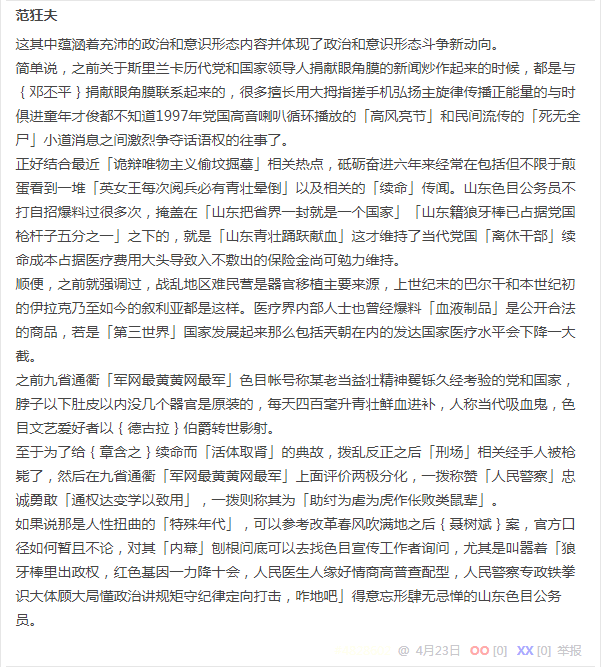 范狂夫
这其中蕴涵着充沛的政治和意识形态内容并体现了政治和意识形态斗争新动向。
简单说，之前关于斯里兰卡历代党和国家领导人捐献眼角膜的新闻炒作起来的时候，都是与
｛邓丕平｝捐献眼角膜联系起来的，很多擅长用大拇指搓手机弘扬主旋律传播正能量的与时
俱进童年才俊都不知道1997年党国高音喇叭循环播放的「高风亮节」和民间流传的「死无全
尸」小道消息之间激烈争夺话语权的往事了。
正好结合最近「诡辩唯物主义偷坟掘墓」相关热点，砥砺奋进六年来经常在包括但不限于煎
蛋看到一堆「英女王每次阅兵必有青壮晕倒」以及相关的「续命」传闻。山东色目公务员不
打自招爆料过很多次，掩盖在「山东把省界一封就是一个国家」「山东籍狼牙棒已占据党国
枪杆子五分之一」之下的，就是「山东青壮踊跃献血」这才维持了当代党国「离休干部」续
命成本占据医疗费用大头导致入不敷出的保险金尚可勉力维持。
顺便，之前就强调过，战乱地区难民营是器官移植主要来源，上世纪末的巴尔干和本世纪初
的伊拉克乃至如今的叙利亚都是这样。医疗界内部人士也曾经爆料「血液制品」是公开合法
的商品，若是「第三世界」国家发展起来那么包括天朝在内的发达国家医疗水平会下降一大
截。
之前九省通衢「军网最黄黄网最军」色目帐号称某老当益壮精神矍铄久经考验的党和国家，
脖子以下肚皮以内没几个器官是原装的，每天四百毫升青壮鲜血进补，人称当代吸血鬼，色
目文艺爱好者以｛德古拉｝伯爵转世影射。
至于为了给｛章含之｝续命而「活体取肾」的典故，拨乱反正之后「刑场」相关经手人被枪
毙了，然后在九省通衢「军网最黄黄网最军」上面评价两极分化，一拨称赞「人民警察」忠
诚勇敢「通权达变学以致用」，一拨则称其为「助纣为虐为虎作伥败类鼠辈」。
如果说那是人性扭曲的「特殊年代」，可以参考改革春风吹满地之后｛聂树斌｝案，官方口
径如何暂且不论，对其「内幕」刨根问底可以去找色目宣传工作者询问，尤其是叫嚣着「狼
牙棒里出政权，红色基因一力降十会，人民医生人缘好情商高普查配型，人民警察专政铁拳
识大体顾大局懂政治讲规矩守纪律定向打击，咋地吧」得意忘形肆无忌惮的山东色目公务
员。
@ 4月23日 OO [0] XX [0] 举报